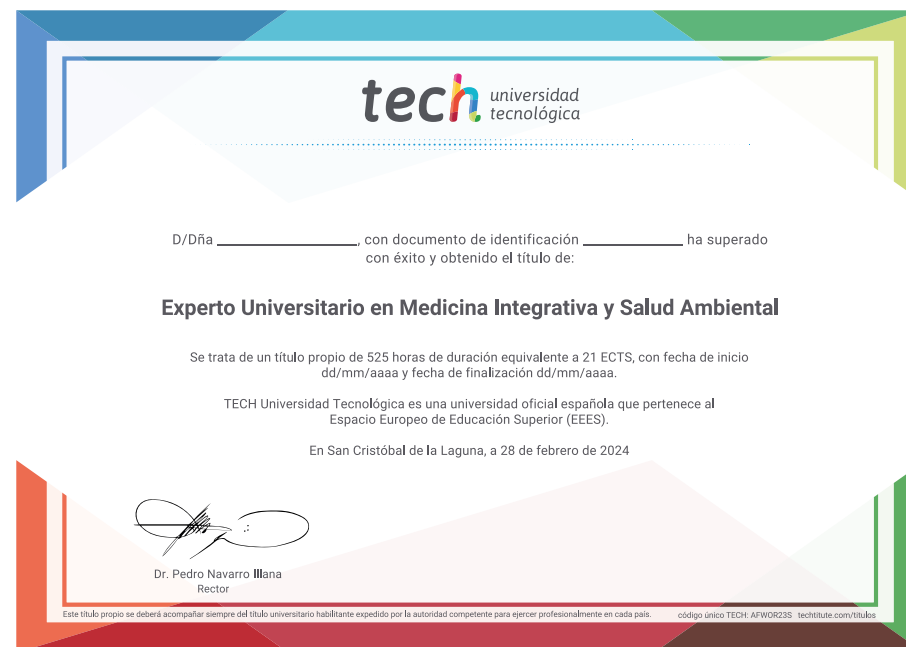 tech universidad
tecnológica
D/Dña ________________, con documento de identificación ____________ ha superado
con éxito y obtenido el título de:
Experto Universitario en Medicina Integrativa y Salud Ambiental
Se trata de un título propio de 525 horas de duración equivalente a 21 ECTS, con fecha de inicio
dd/mm/aaaa y fecha de finalización dd/mm/aaaa.
TECH Universidad Tecnológica es una universidad oficial española que pertenece al
Espacio Europeo de Educación Superior (EEES).
En San Cristóbal de la Laguna, a 28 de febrero de 2024
Dr. Pedro Navarro Illana
Rector
Este título propio se deberá acompañar siempre del título universitario habilitante expedido por la autoridad competente para ejercer profesionalmente en cada país. código único TECH: AFWOR23S techtitute.com/titulos